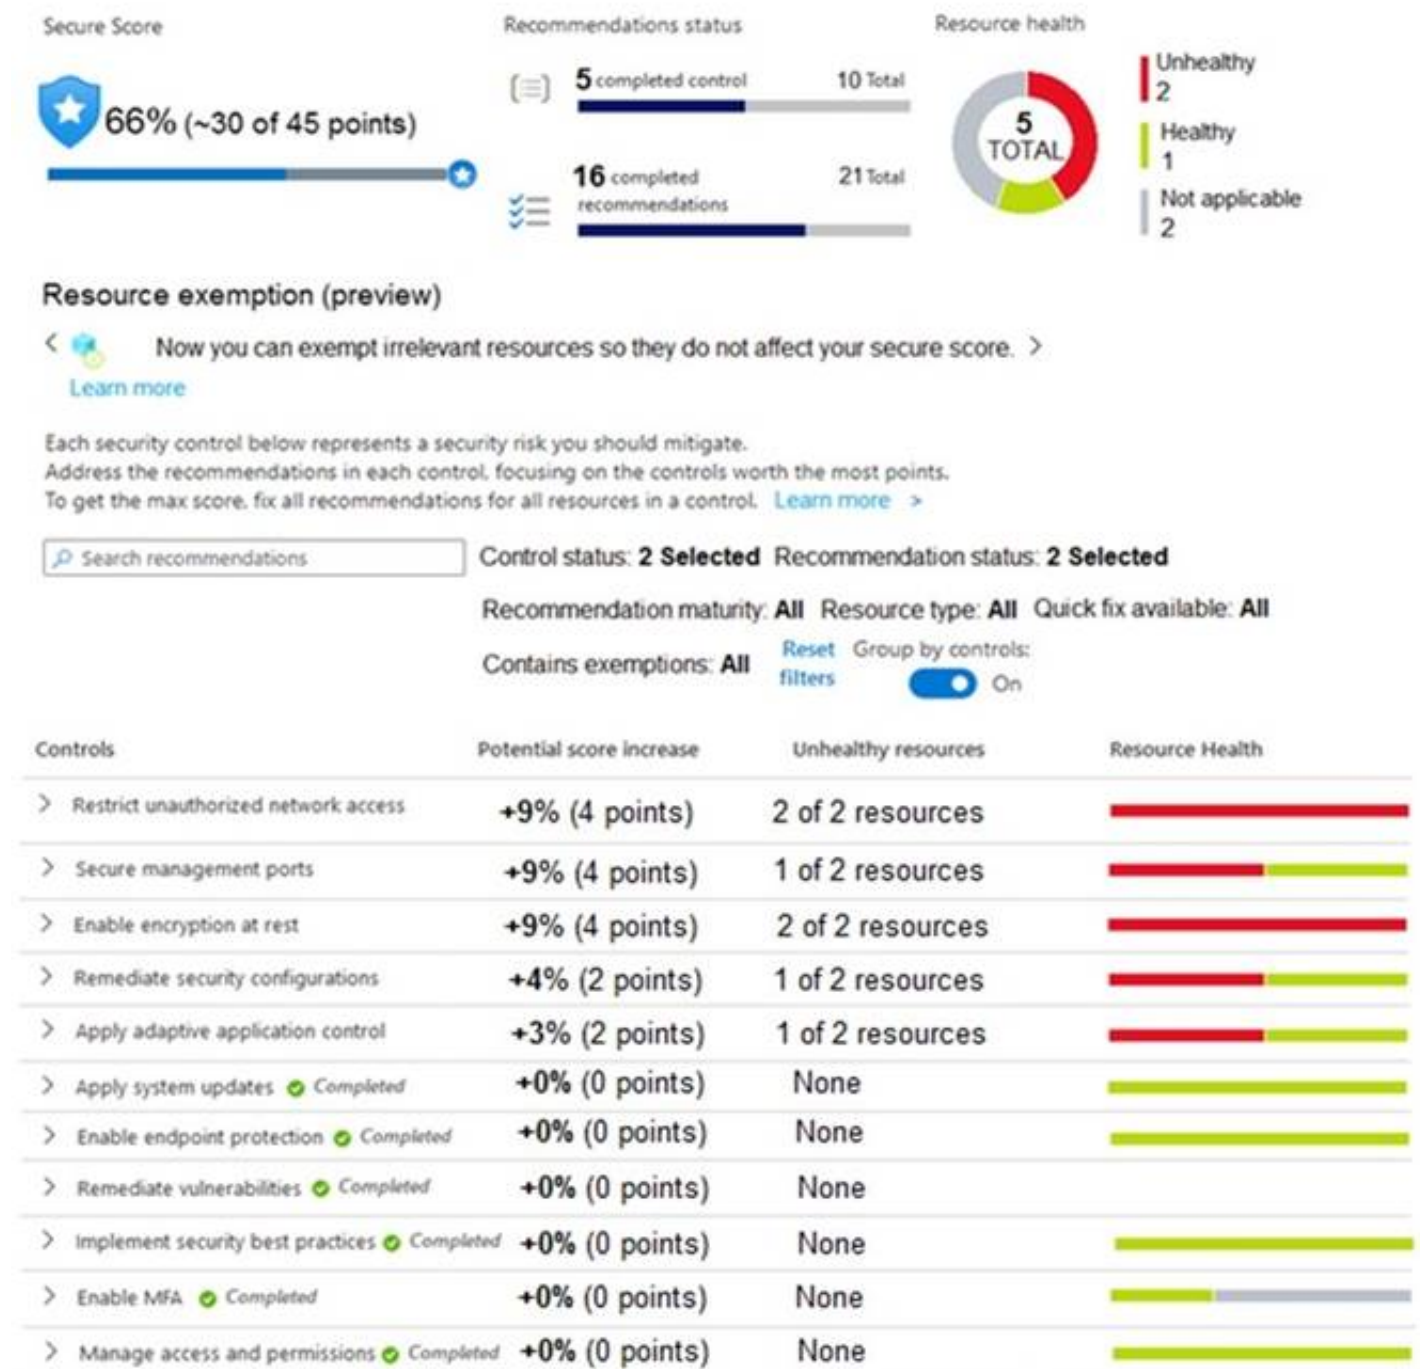 Secure Score
66% (~30 of 45 points)
Recommendations status
5 completed control 10 Total
16 completed 21 Total
recommendations
Resource health
5
TOTAL
Unhealthy
2
Healthy
1
Not applicable
2
Resource exemption (preview)
Now you can exempt irrelevant resources so they do not affect your secure score.
Learn more
Each security control below represents a security risk you should mitigate.
Address the recommendations in each control, focusing on the controls worth the most points.
To get the max score, fix all recommendations for all resources in a control. Learn more >
Search recommendations
Control status: 2 Selected Recommendation status: 2 Selected
Recommendation maturity: All Resource type: All Quick fix available: All
Contains exemptions: All Reset filters Group by controls: On
Controls Potential score increase Unhealthy resources Resource Health
> Restrict unauthorized network access +9% (4 points) 2 of 2 resources
> Secure management ports +9% (4 points) 1 of 2 resources
> Enable encryption at rest +9% (4 points) 2 of 2 resources
> Remediate security configurations +4% (2 points) 1 of 2 resources
> Apply adaptive application control +3% (2 points) 1 of 2 resources
> Apply system updates Completed +0% (0 points) None
> Enable endpoint protection Completed +0% (0 points) None
> Remediate vulnerabilities Completed +0% (0 points) None
> Implement security best practices Completed +0% (0 points) None
> Enable MFA Completed +0% (0 points) None
> Manage access and permissions Completed +0% (0 points) None